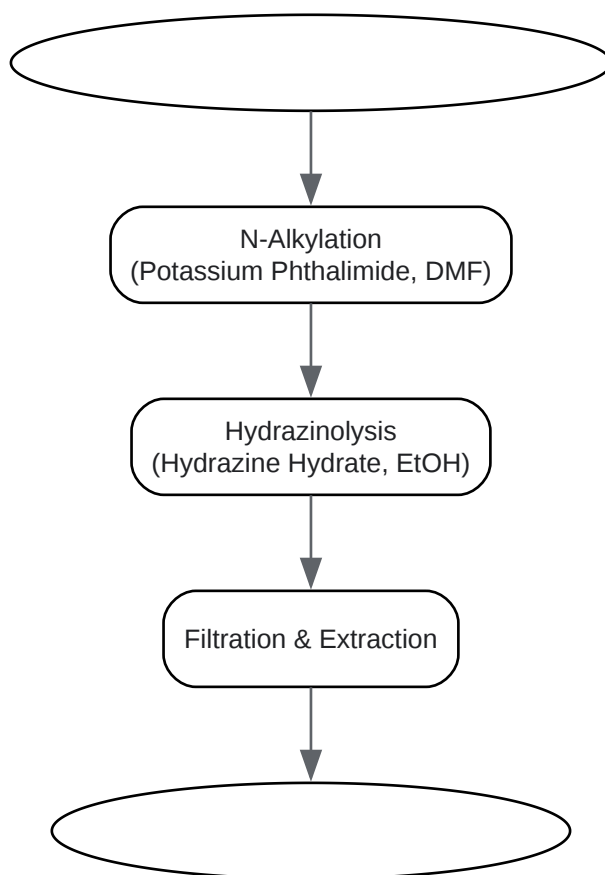 N-Alkylation
(Potassium Phthalimide, DMF)
Hydrazinolysis
(Hydrazine Hydrate, EtOH)
Filtration & Extraction